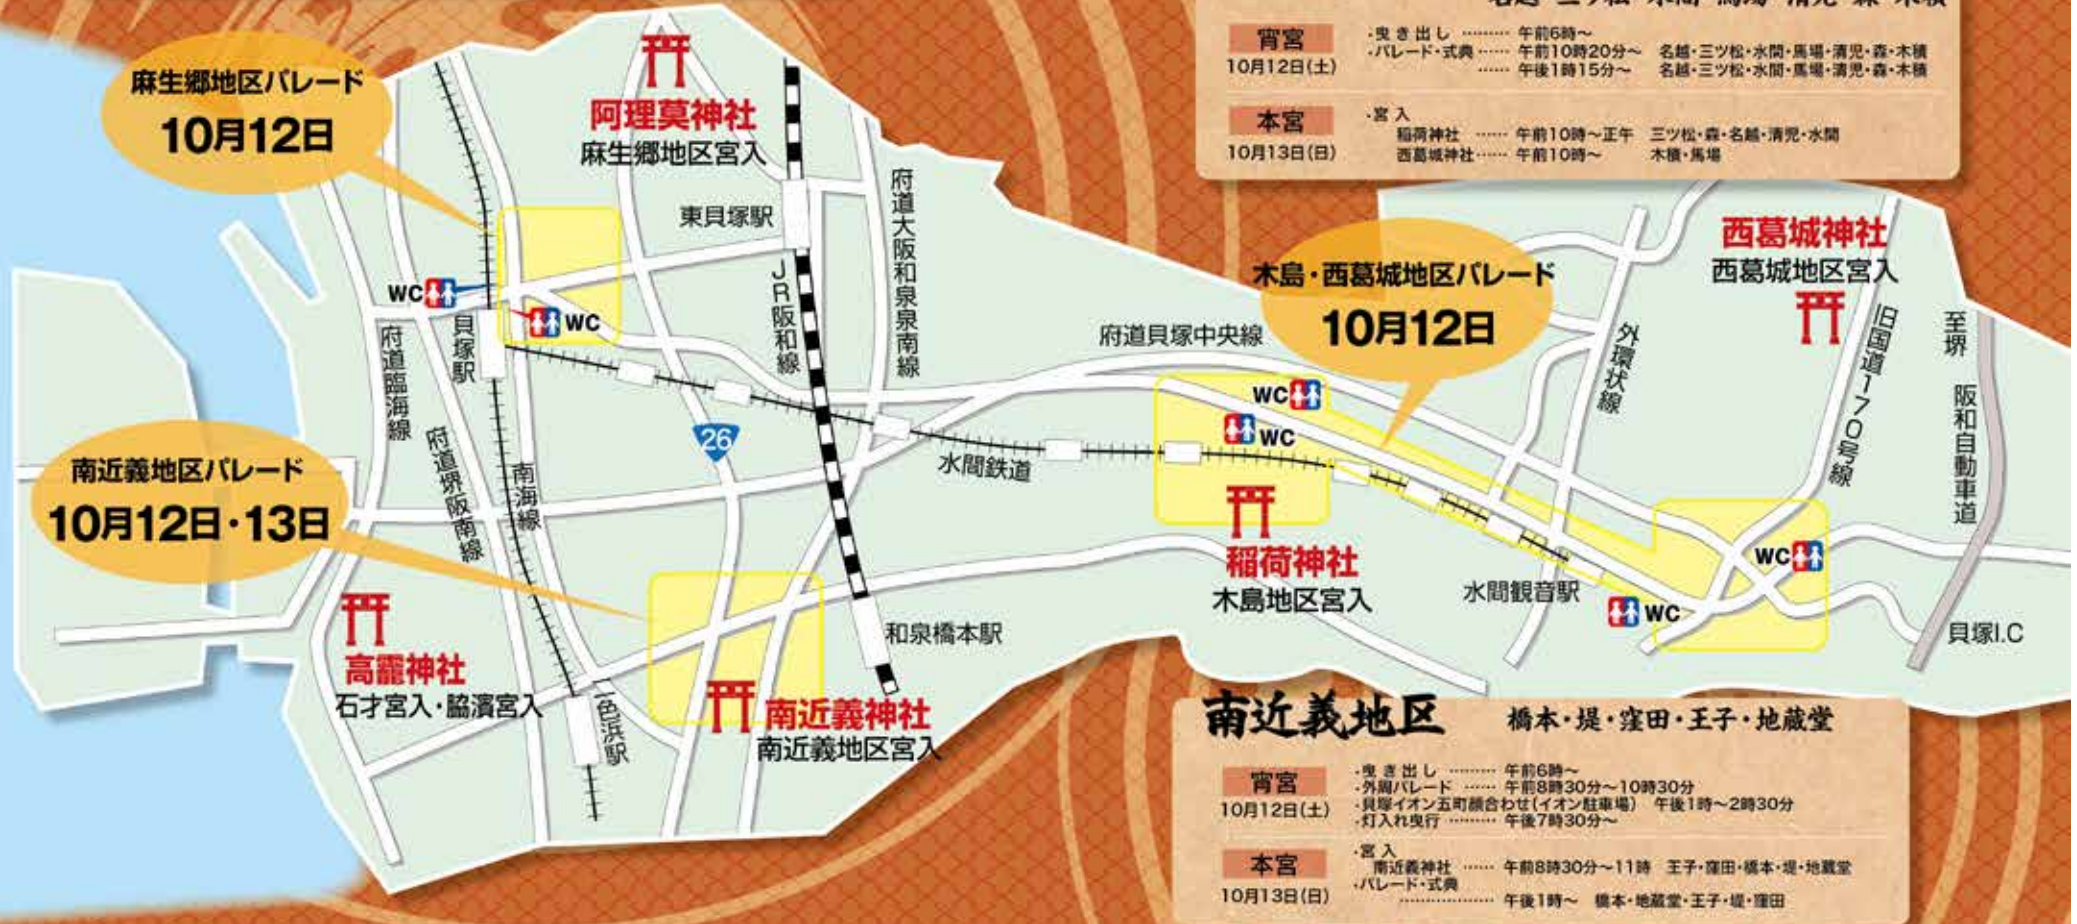 宵宮
10月12日(土)
・曳き出し ……… 午前6時~
・パレード・式典 …… 午前10時20分~ 名越・三ツ松・水間・馬場・清児・森・木積
…… 午後1時15分~ 名越・三ツ松・水間・馬場・清児・森・木積
本宮
10月13日(日)
・宮入
稲荷神社 …… 午前10時~正午 三ツ松・森・名越・清児・水間
西葛城神社 …… 午前10時~ 木積・馬場
麻生郷地区パレード
10月12日
阿理莫神社
麻生郷地区宮入
東貝塚駅
JR阪和線
府道大阪和泉泉南線
WC
WC
貝塚駅
府道臨海線
府道堺阪南線
南海線
26
南近義地区パレード
10月12日・13日
高龗神社
石才宮入・脇濱宮入
二色浜駅
南近義神社
南近義地区宮入
和泉橋本駅
水間鉄道
府道貝塚中央線
木島・西葛城地区パレード
10月12日
WC
WC
稲荷神社
木島地区宮入
水間観音駅
外環状線
西葛城神社
西葛城地区宮入
旧国道170号線
至堺
阪和自動車道
WC
WC
貝塚I.C
南近義地区 橋本・堤・窪田・王子・地蔵堂
宵宮
10月12日(土)
・曳き出し ……… 午前6時~
・外周パレード …… 午前8時30分~10時30分
・貝塚イオン五町顔合わせ(イオン駐車場) 午後1時~2時30分
・灯入れ曳行 ……… 午後7時30分~
本宮
10月13日(日)
・宮入
南近義神社 …… 午前8時30分~11時 王子・窪田・橋本・堤・地蔵堂
・パレード・式典
……………… 午後1時~ 橋本・地蔵堂・王子・堤・窪田